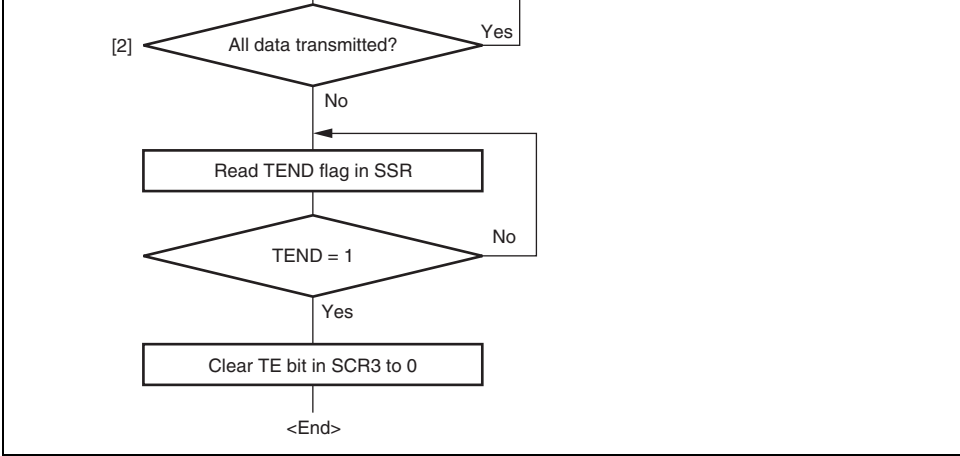 [2]
All data transmitted?
Yes
No
Read TEND flag in SSR
No
TEND = 1
Yes
Clear TE bit in SCR3 to 0
<End>